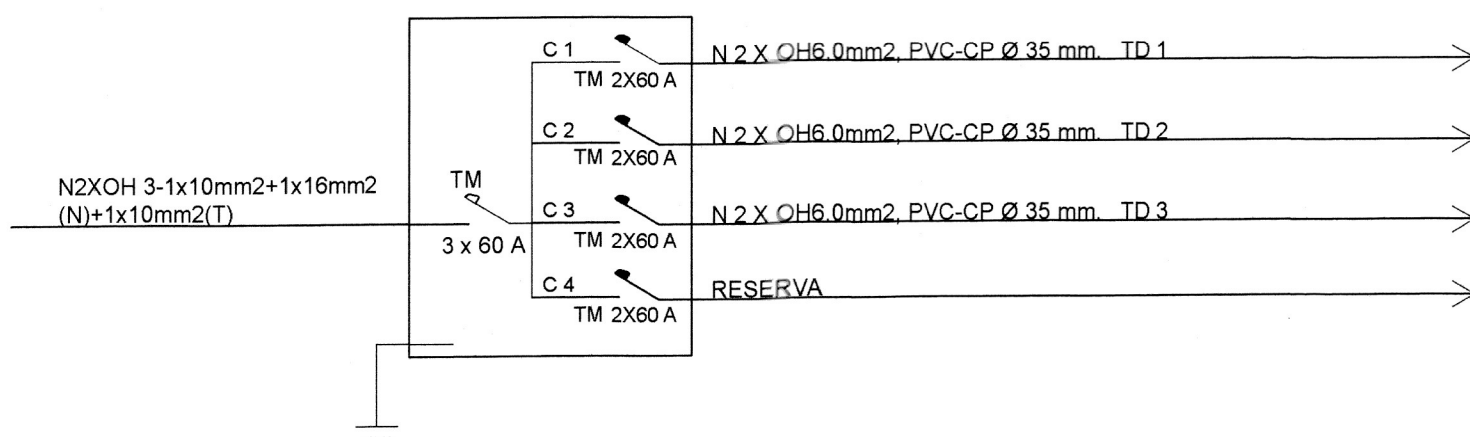 N2XOH 3-1x10mm2+1x16mm2
(N)+1x10mm2(T)
TM
3 x 60 A
C 1
TM 2X60 A
N 2 X OH6.0mm2, PVC-CP Ø 35 mm. TD 1
C 2
TM 2X60 A
N 2 X OH6.0mm2, PVC-CP Ø 35 mm. TD 2
C 3
TM 2X60 A
N 2 X OH6.0mm2, PVC-CP Ø 35 mm. TD 3
C 4
TM 2X60 A
RESERVA